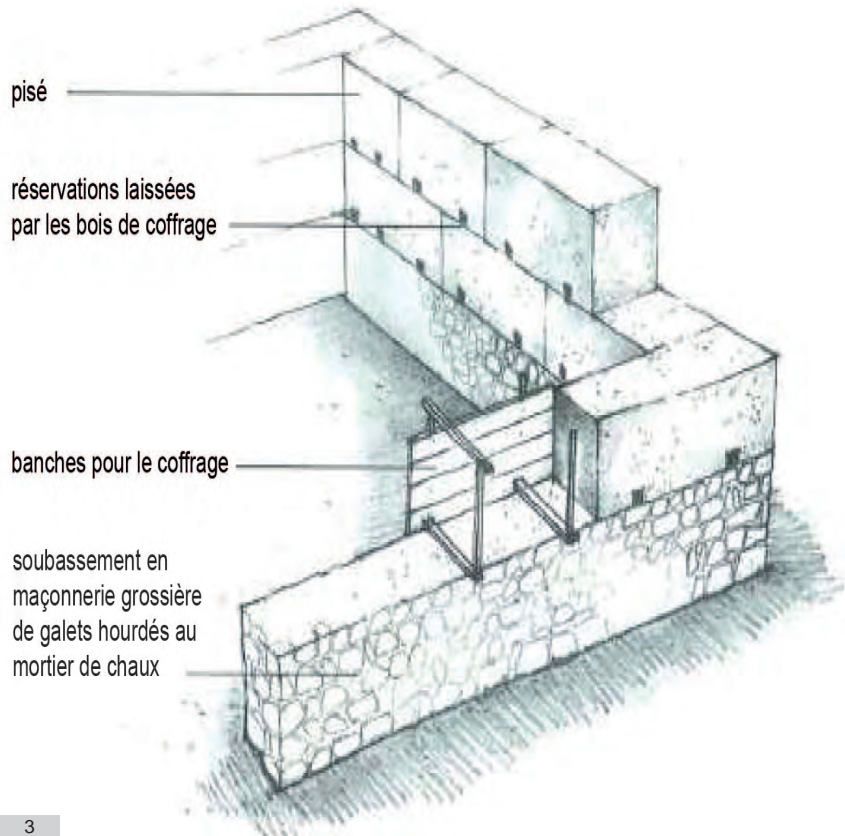 pisé
réservations laissées
par les bois de coffrage
banches pour le coffrage
soubassement en
maçonnerie grossière
de galets hourdés au
mortier de chaux
3